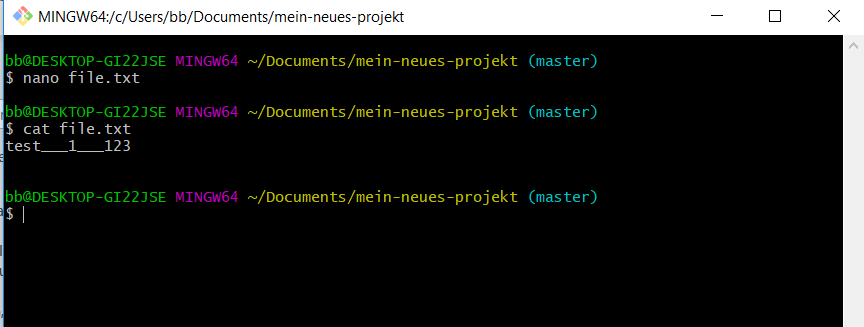 MINGW64:/c/Users/bb/Documents/mein-neues-projekt
bb@DESKTOP-GI22JSE MINGW64 ~/Documents/mein-neues-projekt (master)
$ nano file.txt
bb@DESKTOP-GI22JSE MINGW64 ~/Documents/mein-neues-projekt (master)
$ cat file.txt
test___1___123
bb@DESKTOP-GI22JSE MINGW64 ~/Documents/mein-neues-projekt (master)
$